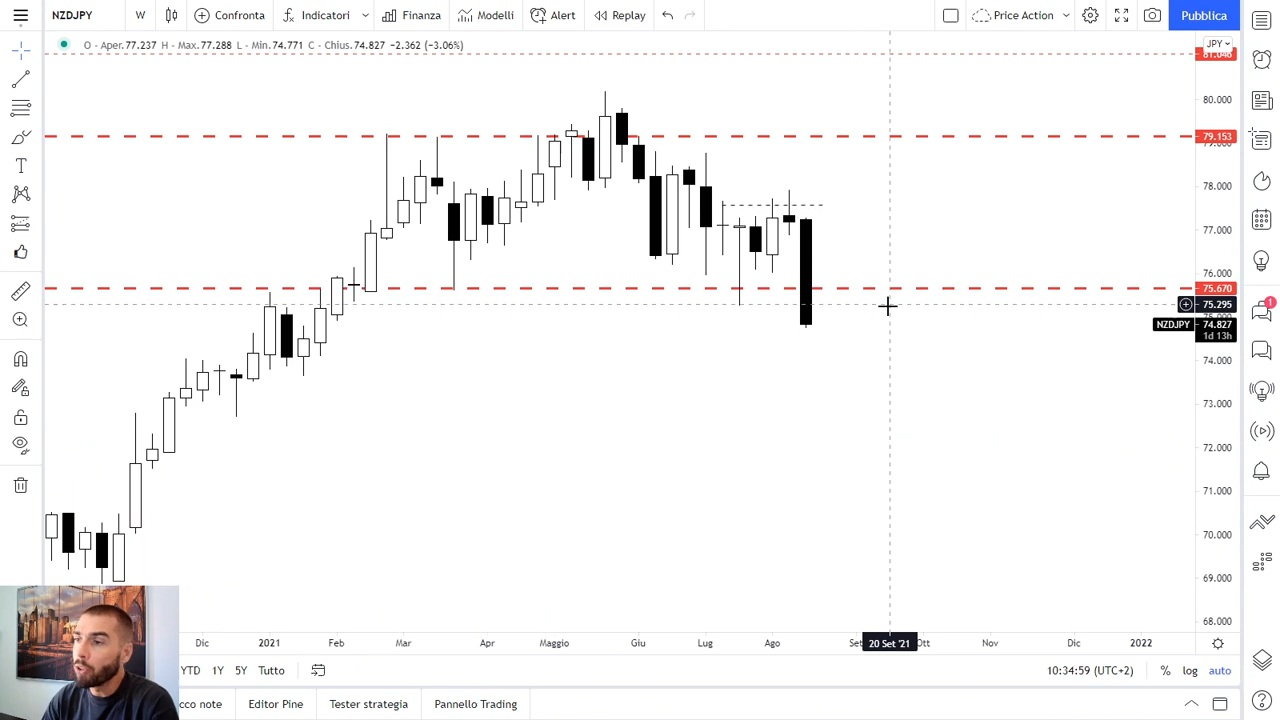 NZDJPY W Confronta Indicatori Finanza Modelli Alert Replay Price Action Pubblica
O - Aper.77.237 H - Max.77.288 L - Min.74.771 C - Chius.74.827 −2.362 (−3.06%)
JPY
80.000
79.153
78.000
77.000
76.000
75.670
75.295
NZDJPY 74.827
1d 13h
74.000
73.000
72.000
71.000
70.000
69.000
68.000
1
Dic 2021 Feb Mar Apr Maggio Giu Lug Ago Set 20 Set '21 Ott Nov Dic 2022
YTD 1Y 5Y Tutto 10:34:59 (UTC+2) % log auto
cco note Editor Pine Tester strategia Pannello Trading